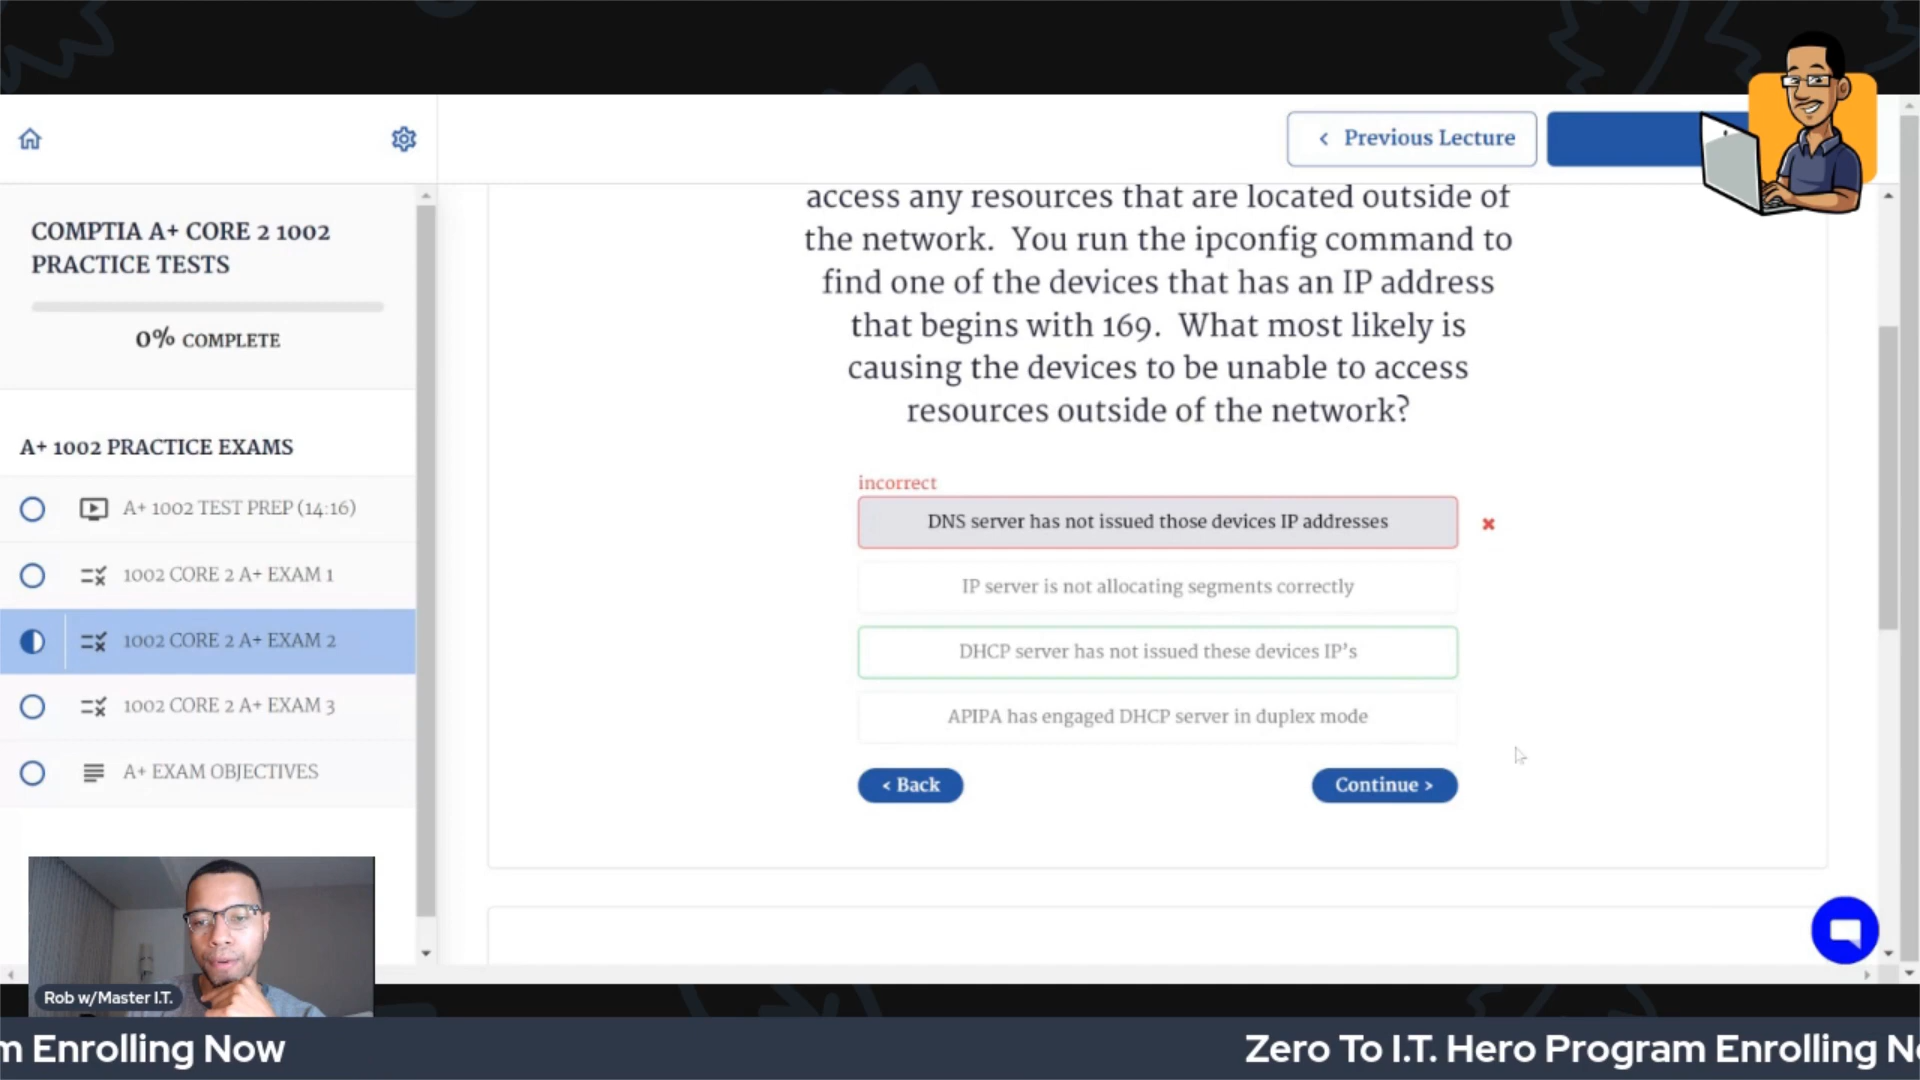 Previous Lecture
COMPTIA A+ CORE 2 1002
PRACTICE TESTS
0% COMPLETE
A+ 1002 PRACTICE EXAMS
A+ 1002 TEST PREP (14:16)
1002 CORE 2 A+ EXAM 1
1002 CORE 2 A+ EXAM 2
1002 CORE 2 A+ EXAM 3
A+ EXAM OBJECTIVES
access any resources that are located outside of
the network. You run the ipconfig command to
find one of the devices that has an IP address
that begins with 169. What most likely is
causing the devices to be unable to access
resources outside of the network?
incorrect
DNS server has not issued those devices IP addresses
IP server is not allocating segments correctly
DHCP server has not issued these devices IP’s
APIPA has engaged DHCP server in duplex mode
< Back
Continue >
Rob w/Master I.T.
m Enrolling Now
Zero To I.T. Hero Program Enrolling N